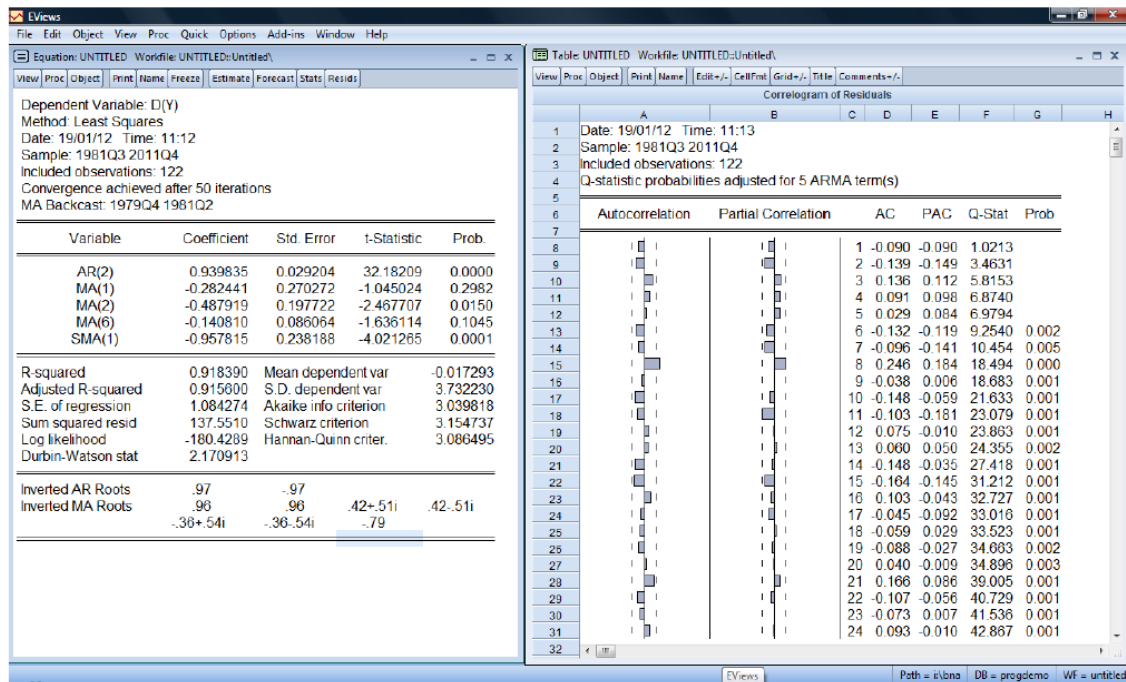 EViews
File Edit Object View Proc Quick Options Add-ins Window Help
Equation: UNTITLED Workfile: UNTITLED::Untitled\
View Proc Object Print Name Freeze Estimate Forecast Stats Resids
Dependent Variable: D(Y)
Method: Least Squares
Date: 19/01/12 Time: 11:12
Sample: 1981Q3 2011Q4
Included observations: 122
Convergence achieved after 50 iterations
MA Backcast: 1979Q4 1981Q2
Variable Coefficient Std. Error t-Statistic Prob.
AR(2) 0.939835 0.029204 32.18209 0.0000
MA(1) -0.282441 0.270272 -1.045024 0.2982
MA(2) -0.487919 0.197722 -2.467707 0.0150
MA(6) -0.140810 0.086064 -1.636114 0.1045
SMA(1) -0.957815 0.238188 -4.021265 0.0001
R-squared 0.918390 Mean dependent var -0.017293
Adjusted R-squared 0.915600 S.D. dependent var 3.732230
S.E. of regression 1.084274 Akaike info criterion 3.039818
Sum squared resid 137.5510 Schwarz criterion 3.154737
Log likelihood -180.4289 Hannan-Quinn criter. 3.086495
Durbin-Watson stat 2.170913
Inverted AR Roots .97 -.97
Inverted MA Roots .96 .96 .42+.51i .42-.51i
-.36+.54i -.36-.54i -.79
Table: UNTITLED Workfile: UNTITLED::Untitled\
View Proc Object Print Name Edit+/- CellFmt Grid+/- Title Comments+/-
Correlogram of Residuals
A B C D E F G H
1 Date: 19/01/12 Time: 11:13
2 Sample: 1981Q3 2011Q4
3 Included observations: 122
4 Q-statistic probabilities adjusted for 5 ARMA term(s)
5
6 Autocorrelation Partial Correlation AC PAC Q-Stat Prob
7
8 1 -0.090 -0.090 1.0213
9 2 -0.139 -0.149 3.4631
10 3 0.136 0.112 5.8153
11 4 0.091 0.098 6.8740
12 5 0.029 0.084 6.9794
13 6 -0.132 -0.119 9.2540 0.002
14 7 -0.096 -0.141 10.454 0.005
15 8 0.246 0.184 18.494 0.000
16 9 -0.038 0.006 18.683 0.001
17 10 -0.148 -0.059 21.633 0.001
18 11 -0.103 -0.181 23.079 0.001
19 12 0.075 -0.010 23.863 0.001
20 13 0.060 0.050 24.355 0.002
21 14 -0.148 -0.035 27.418 0.001
22 15 -0.164 -0.145 31.212 0.001
23 16 0.103 -0.043 32.727 0.001
24 17 -0.045 -0.092 33.016 0.001
25 18 -0.059 0.029 33.523 0.001
26 19 -0.088 -0.027 34.663 0.002
27 20 0.040 -0.009 34.896 0.003
28 21 0.166 0.086 39.005 0.001
29 22 -0.107 -0.056 40.729 0.001
30 23 -0.073 0.007 41.536 0.001
31 24 0.093 -0.010 42.867 0.001
32
EViews Path = i:\bna DB = progdemo WF = untitled